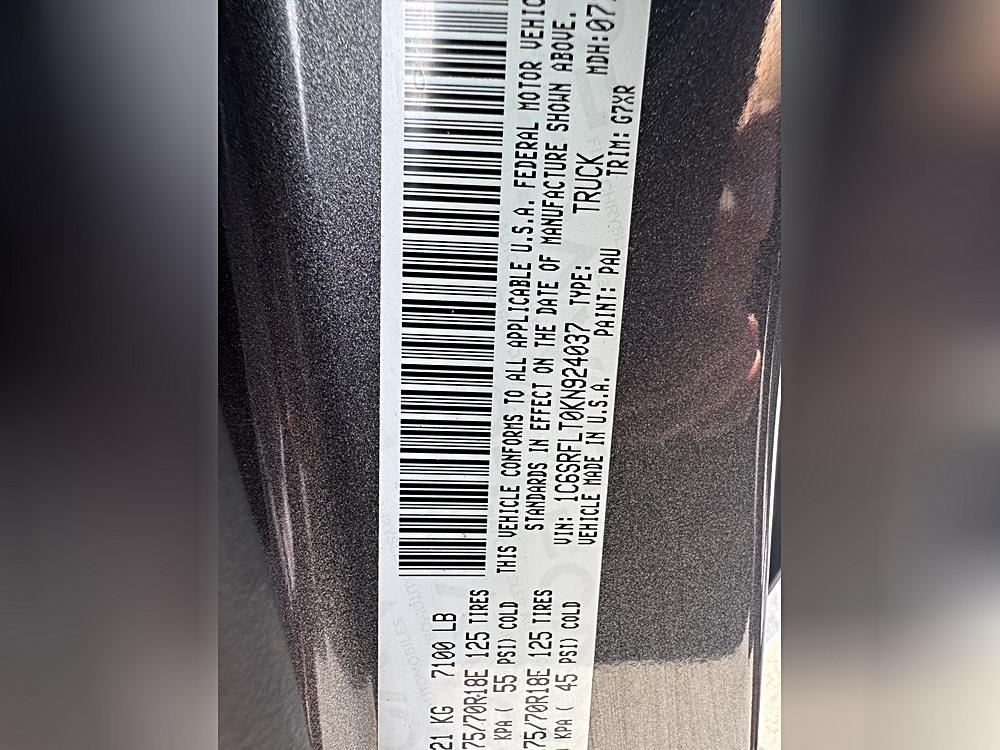 21 KG 7100 LB
75/70R18E 125 TIRES
KPA ( 55 PSI) COLD
75/70R18E 125 TIRES
KPA ( 45 PSI) COLD
THIS VEHICLE CONFORMS TO ALL APPLICABLE U.S.A. FEDERAL MOTOR VEHIC
STANDARDS IN EFFECT ON THE DATE OF MANUFACTURE SHOWN ABOVE.
VIN: 1C6SRFLT0KN924037 TYPE: TRUCK MDH:07
VEHICLE MADE IN U.S.A. PAINT: PAU TRIM: G7XR